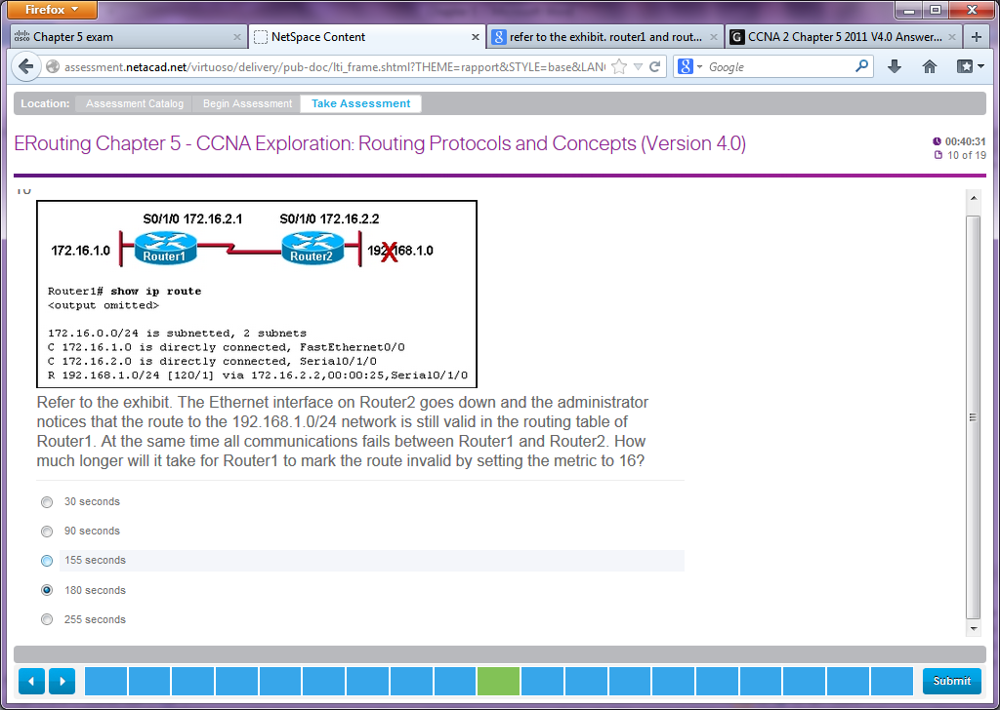 Firefox
Chapter 5 exam
NetSpace Content
refer to the exhibit. router1 and rout...
CCNA 2 Chapter 5 2011 V4.0 Answer...
assessment.netacad.net/virtuoso/delivery/pub-doc/lti_frame.shtml?THEME=rapport&STYLE=base&LAN
Google
Location: Assessment Catalog Begin Assessment Take Assessment
ERouting Chapter 5 - CCNA Exploration: Routing Protocols and Concepts (Version 4.0)
00:40:31
10 of 19
10
S0/1/0 172.16.2.1 S0/1/0 172.16.2.2
172.16.1.0 Router1 Router2 192.168.1.0
Router1# show ip route
<output omitted>
172.16.0.0/24 is subnetted, 2 subnets
C 172.16.1.0 is directly connected, FastEthernet0/0
C 172.16.2.0 is directly connected, Serial0/1/0
R 192.168.1.0/24 [120/1] via 172.16.2.2,00:00:25,Serial0/1/0
Refer to the exhibit. The Ethernet interface on Router2 goes down and the administrator
notices that the route to the 192.168.1.0/24 network is still valid in the routing table of
Router1. At the same time all communications fails between Router1 and Router2. How
much longer will it take for Router1 to mark the route invalid by setting the metric to 16?
30 seconds
90 seconds
155 seconds
180 seconds
255 seconds
Submit